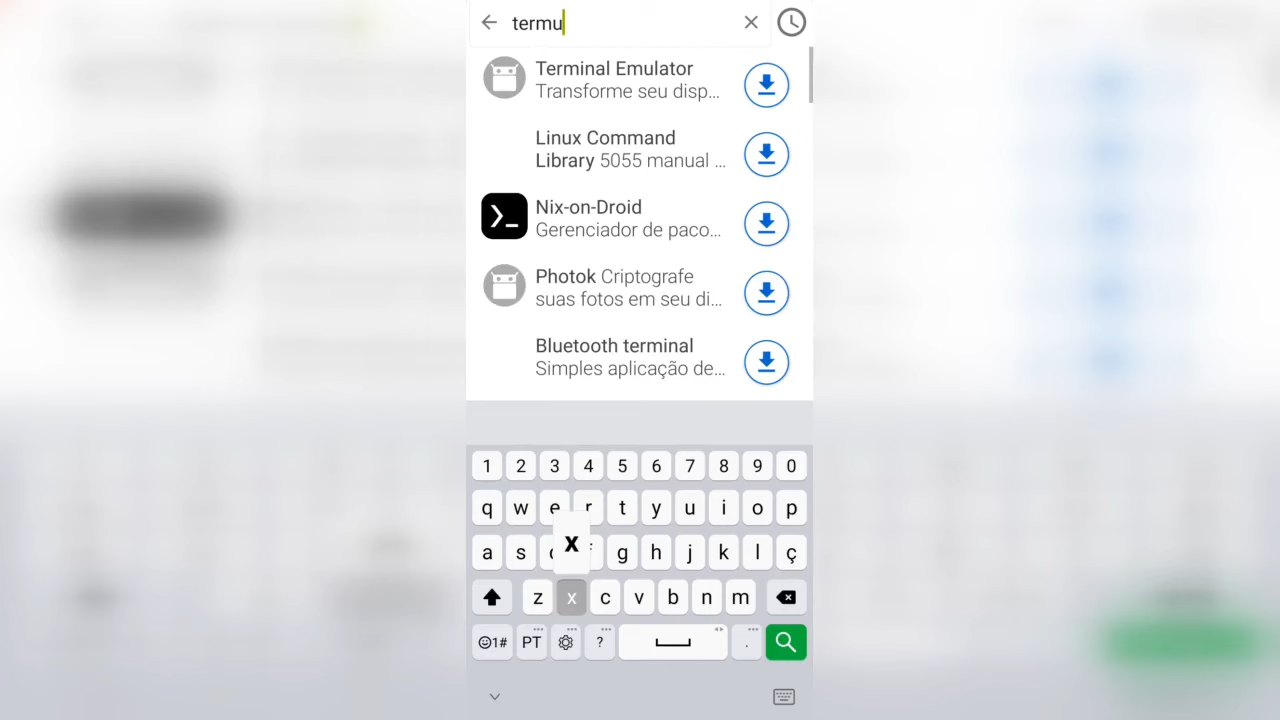 termu
Terminal Emulator
Transforme seu disp...
Linux Command
Library 5055 manual ...
Nix-on-Droid
Gerenciador de paco...
Photok Criptografe
suas fotos em seu di...
Bluetooth terminal
Simples aplicação de...
1 2 3 4 5 6 7 8 9 0
q w e r t y u i o p
x
a s g h j k l ç
z x c v b n m
☺1# PT ? .